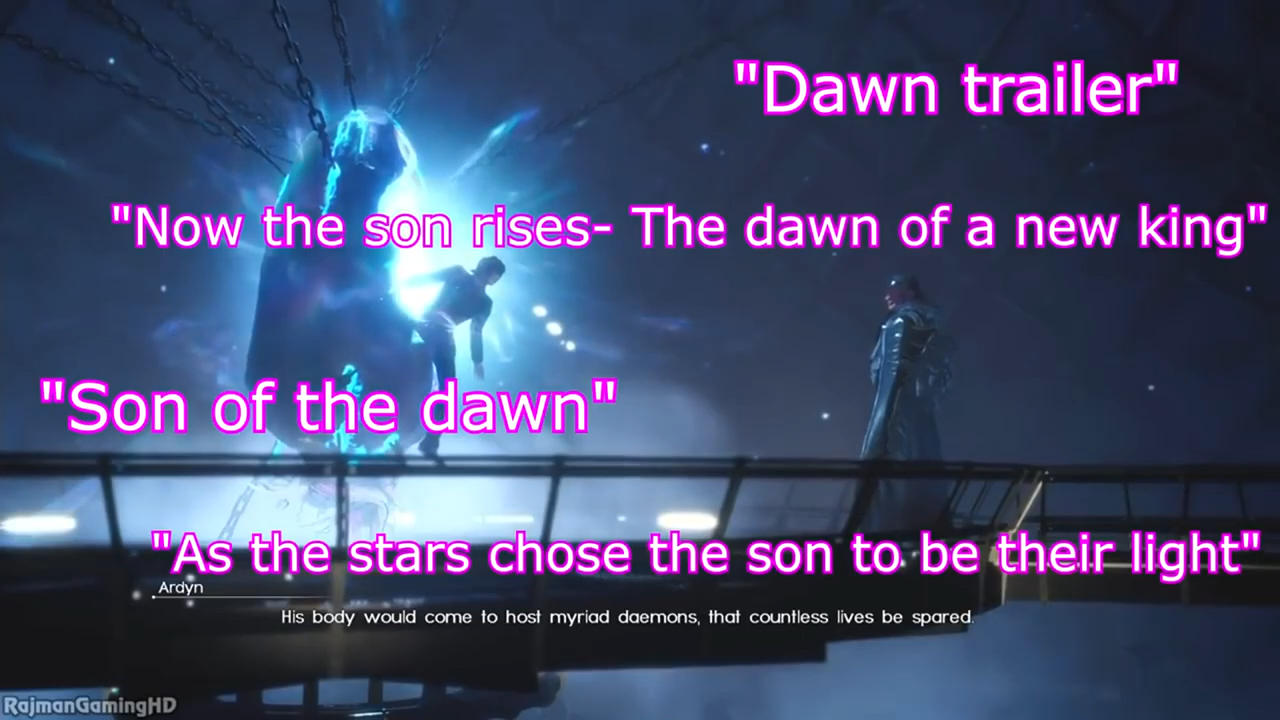 "Dawn trailer"
"Now the son rises- The dawn of a new king"
"Son of the dawn"
"As the stars chose the son to be their light"
Ardyn
His body would come to host myriad daemons, that countless lives be spared.
RajmanGamingHD